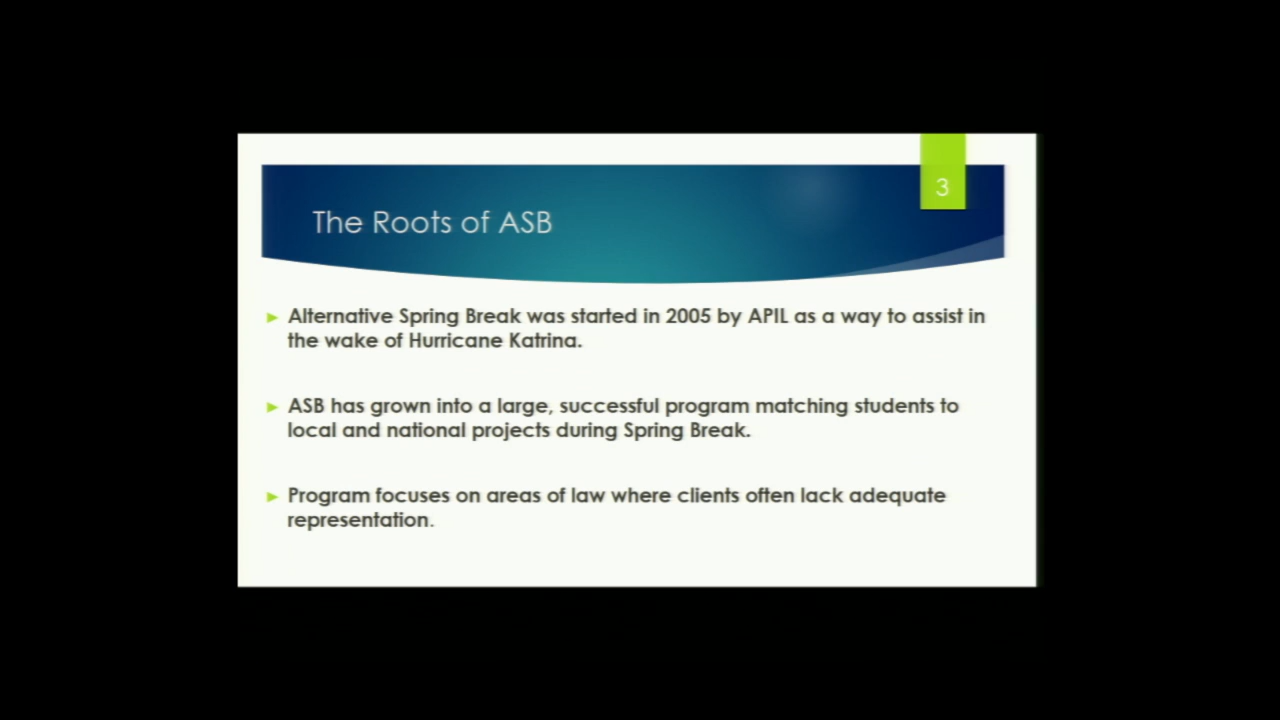 3
The Roots of ASB
Alternative Spring Break was started in 2005 by APIL as a way to assist in
the wake of Hurricane Katrina.
ASB has grown into a large, successful program matching students to
local and national projects during Spring Break.
Program focuses on areas of law where clients often lack adequate
representation.